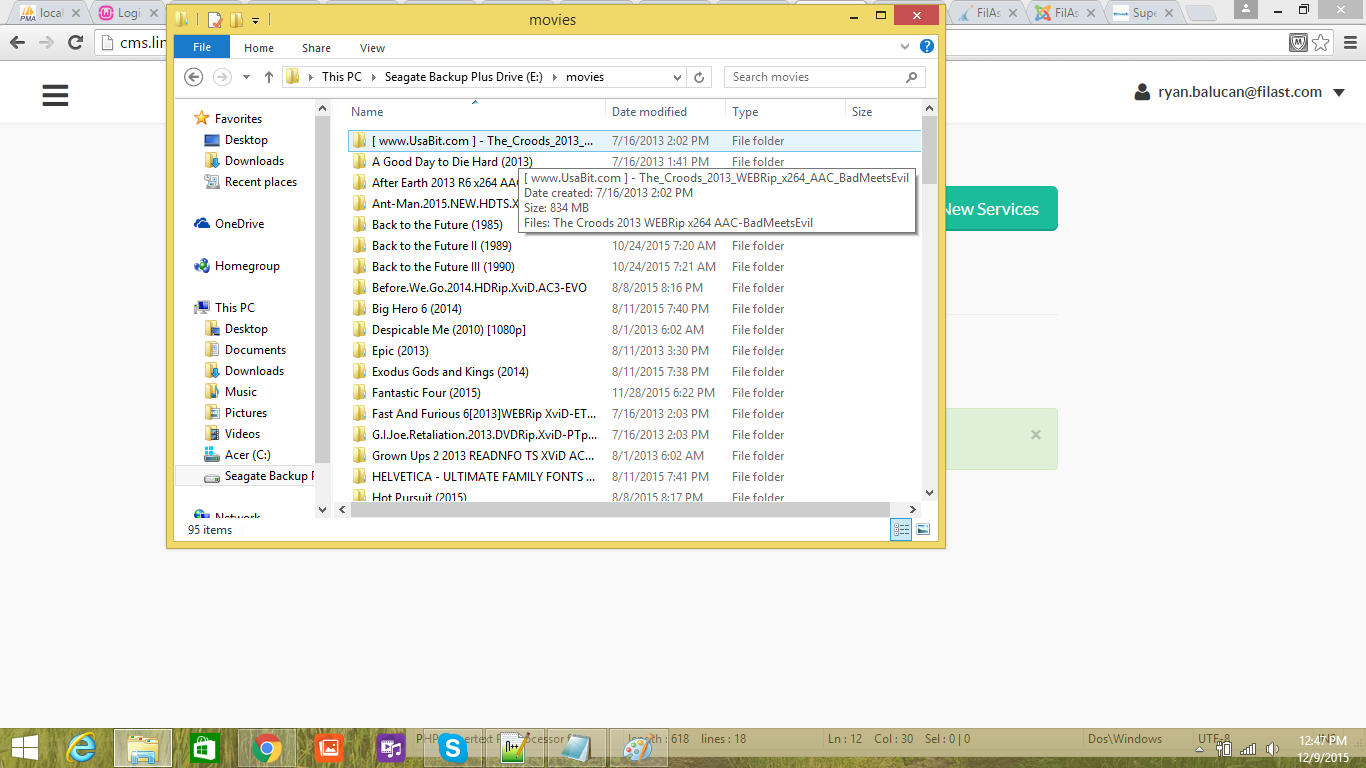 locai
Logi
FilAs
FilAs
Supe
movies
cms.lin
File Home Share View
This PC Seagate Backup Plus Drive (E:) movies
Search movies
ryan.balucan@filast.com
Name Date modified Type Size
Favorites
Desktop
Downloads
Recent places
OneDrive
Homegroup
This PC
Desktop
Documents
Downloads
Music
Pictures
Videos
Acer (C:)
Seagate Backup P
Network
[ www.UsaBit.com ] - The_Croods_2013_... 7/16/2013 2:02 PM File folder
A Good Day to Die Hard (2013) 7/16/2013 1:41 PM File folder
After Earth 2013 R6 x264 AAC
Ant-Man.2015.NEW.HDTS.X
Back to the Future (1985)
[ www.UsaBit.com ] - The_Croods_2013_WEBRip_x264_AAC_BadMeetsEvil
Date created: 7/16/2013 2:02 PM
Size: 834 MB
Files: The Croods 2013 WEBRip x264 AAC-BadMeetsEvil
New Services
Back to the Future II (1989) 10/24/2015 7:20 AM File folder
Back to the Future III (1990) 10/24/2015 7:21 AM File folder
Before.We.Go.2014.HDRip.XviD.AC3-EVO 8/8/2015 8:16 PM File folder
Big Hero 6 (2014) 8/11/2015 7:40 PM File folder
Despicable Me (2010) [1080p] 8/1/2013 6:02 AM File folder
Epic (2013) 8/11/2013 3:30 PM File folder
Exodus Gods and Kings (2014) 8/11/2015 7:38 PM File folder
Fantastic Four (2015) 11/28/2015 6:22 PM File folder
Fast And Furious 6[2013]WEBRip XviD-ET... 7/16/2013 2:03 PM File folder
G.I.Joe.Retaliation.2013.DVDRip.XviD-PTp... 7/16/2013 2:03 PM File folder
Grown Ups 2 2013 READNFO TS XViD AC... 8/1/2013 6:02 AM File folder
HELVETICA - ULTIMATE FAMILY FONTS ... 8/11/2015 7:41 PM File folder
Hot Pursuit (2015) 8/8/2015 8:17 PM File folder
95 items
length : 618 lines : 18 Ln : 12 Col : 30 Sel : 0 | 0 Dos\Windows UTF-8
12:47 PM
12/9/2015